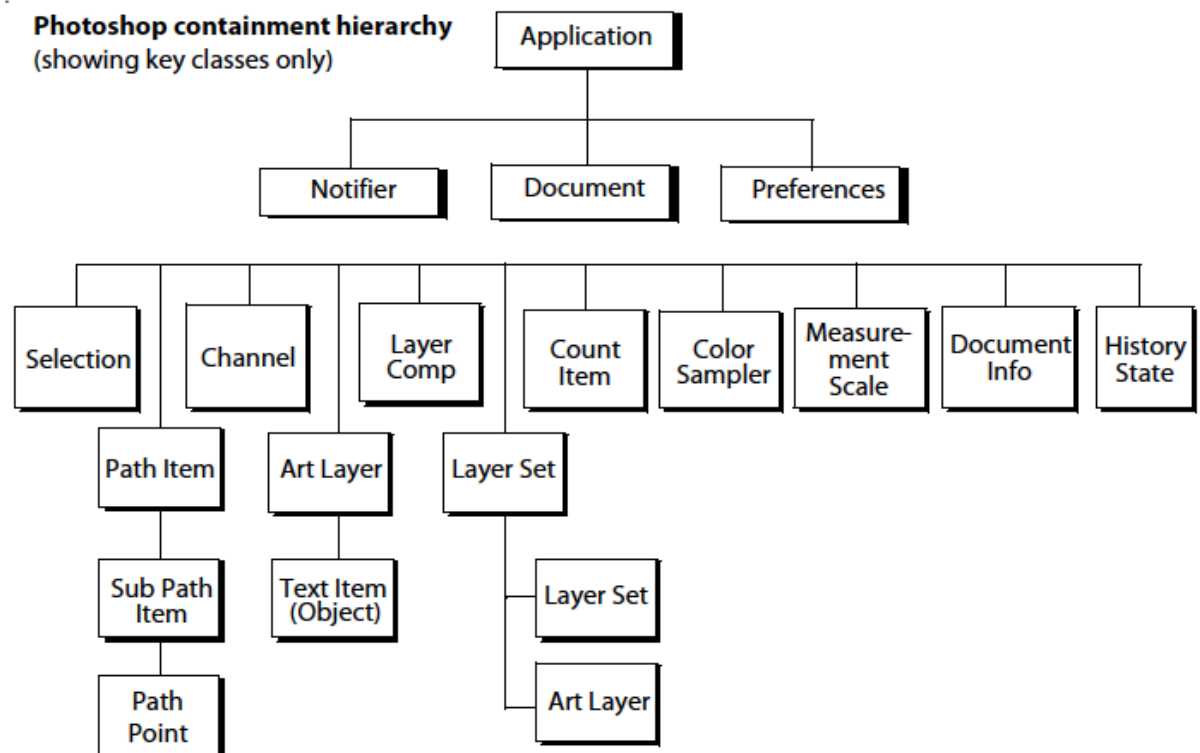 Photoshop containment hierarchy
(showing key classes only)
Application
Notifier
Document
Preferences
Selection
Channel
Layer
Comp
Count
Item
Color
Sampler
Measure-
ment
Scale
Document
Info
History
State
Path Item
Art Layer
Layer Set
Sub Path
Item
Text Item
(Object)
Layer Set
Path
Point
Art Layer